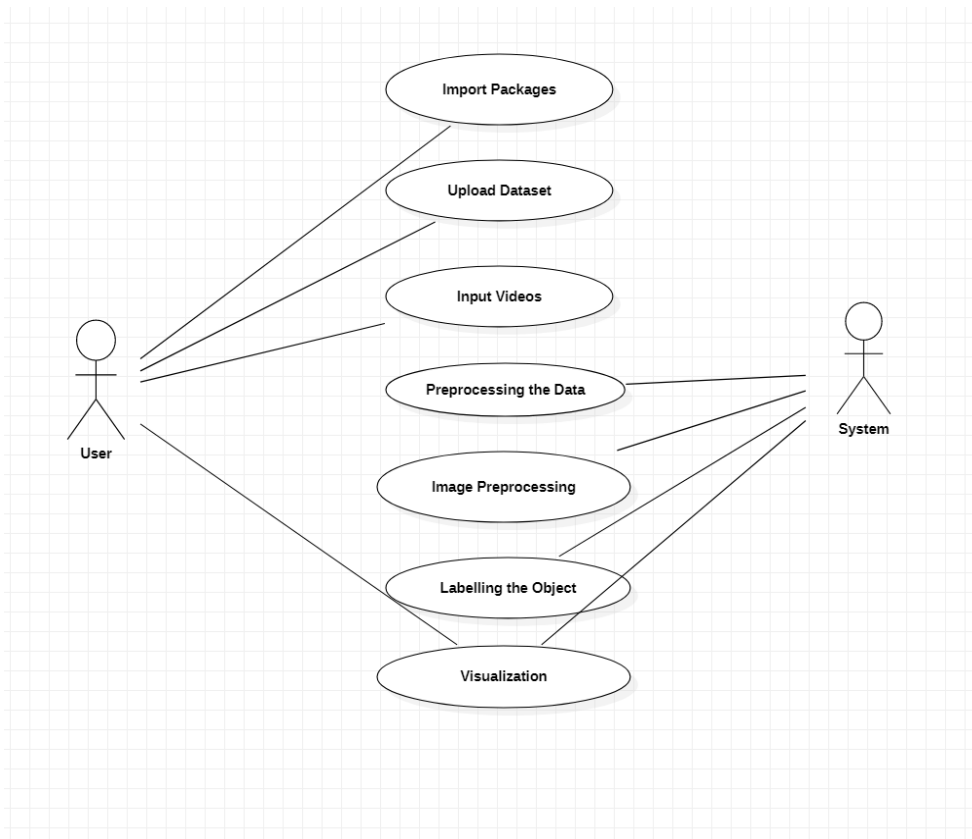 Import Packages
Upload Dataset
Input Videos
Preprocessing the Data
System
User
Image Preprocessing
Labelling the Object
Visualization